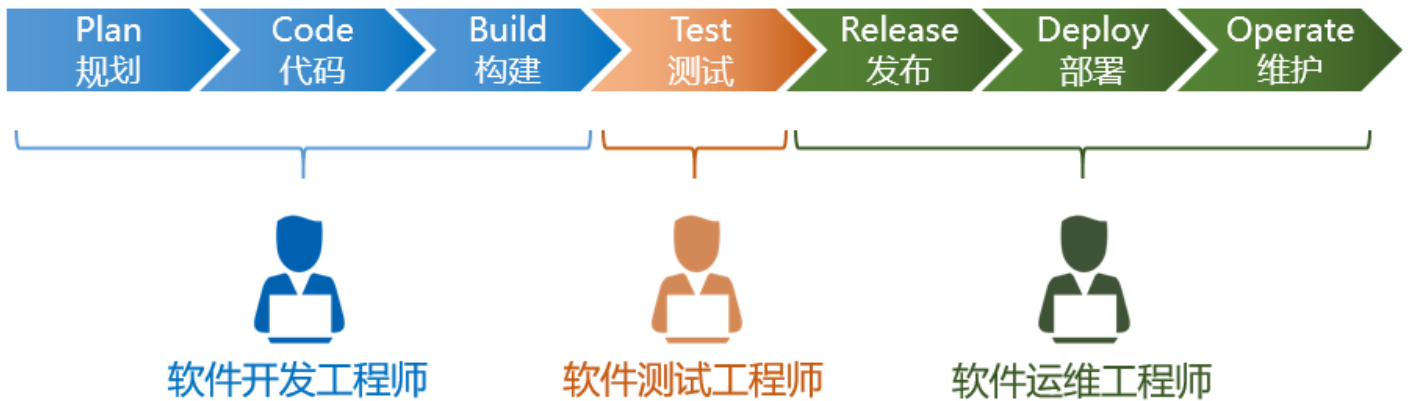 Plan
规划
Code
代码
Build
构建
Test
测试
Release
发布
Deploy
部署
Operate
维护
软件开发工程师
软件测试工程师
软件运维工程师